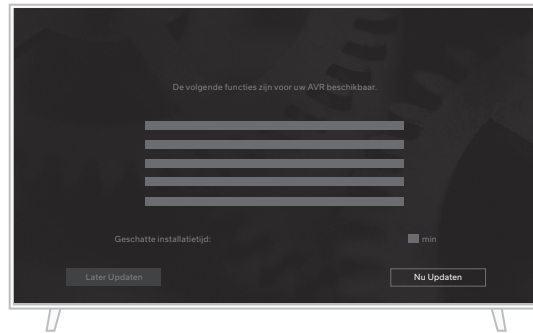 De volgende functies zijn voor uw AVR beschikbaar.
Geschatte installatietijd: min
Later Updaten Nu Updaten